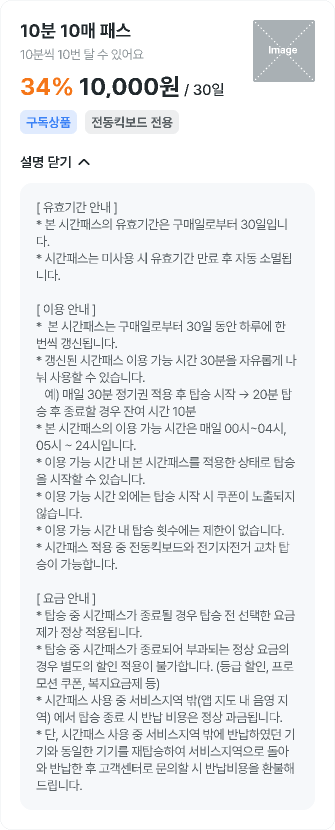 10분 10매 패스
10분씩 10번 탈 수 있어요
Image
34% 10,000원 / 30일
구독상품 전동킥보드 전용
설명 닫기
[ 유효기간 안내 ]
* 본 시간패스의 유효기간은 구매일로부터 30일입니
다.
* 시간패스는 미사용 시 유효기간 만료 후 자동 소멸됩
니다.
[ 이용 안내 ]
* 본 시간패스는 구매일로부터 30일 동안 하루에 한
번씩 갱신됩니다.
* 갱신된 시간패스 이용 가능 시간 30분을 자유롭게 나
눠 사용할 수 있습니다.
예) 매일 30분 정기권 적용 후 탑승 시작 → 20분 탑
승 후 종료할 경우 잔여 시간 10분
* 본 시간패스의 이용 가능 시간은 매일 00시~04시,
05시 ~ 24시입니다.
* 이용 가능 시간 내 본 시간패스를 적용한 상태로 탑승
을 시작할 수 있습니다.
* 이용 가능 시간 외에는 탑승 시작 시 쿠폰이 노출되지
않습니다.
* 이용 가능 시간 내 탑승 횟수에는 제한이 없습니다.
* 시간패스 적용 중 전동킥보드와 전기자전거 교차 탑
승이 가능합니다.
[ 요금 안내 ]
* 탑승 중 시간패스가 종료될 경우 탑승 전 선택한 요금
제가 정상 적용됩니다.
* 탑승 중 시간패스가 종료되어 부과되는 정상 요금의
경우 별도의 할인 적용이 불가합니다. (등급 할인, 프로
모션 쿠폰, 복지요금제 등)
* 시간패스 사용 중 서비스지역 밖(앱 지도 내 음영 지
역) 에서 탑승 종료 시 반납 비용은 정상 과금됩니다.
* 단, 시간패스 사용 중 서비스지역 밖에 반납하였던 기
기와 동일한 기기를 재탑승하여 서비스지역으로 돌아
와 반납한 후 고객센터로 문의할 시 반납비용을 환불해
드립니다.